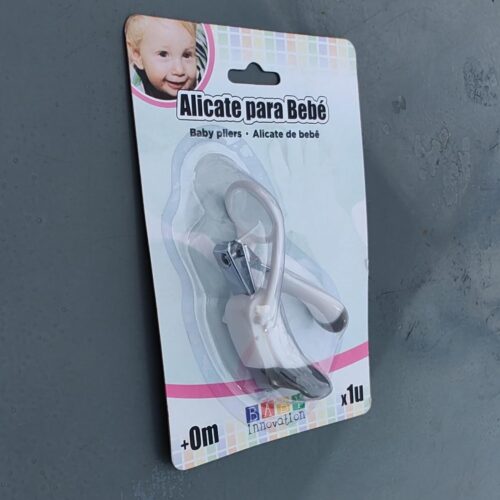 Alicate para Bebé
Baby pliers · Alicate de bebê
BABY
innovation
+0m
x1u